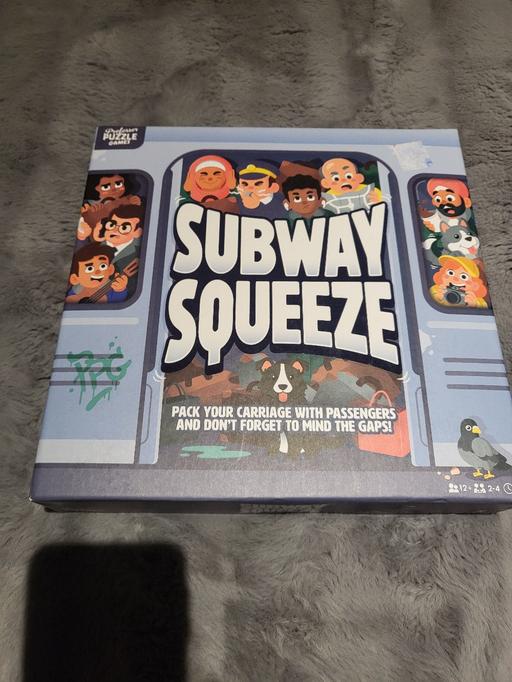 Professor
PUZZLE
GAMES
SUBWAY
SQUEEZE
PPG
PACK YOUR CARRIAGE WITH PASSENGERS
AND DON'T FORGET TO MIND THE GAPS!
12+ 2-4